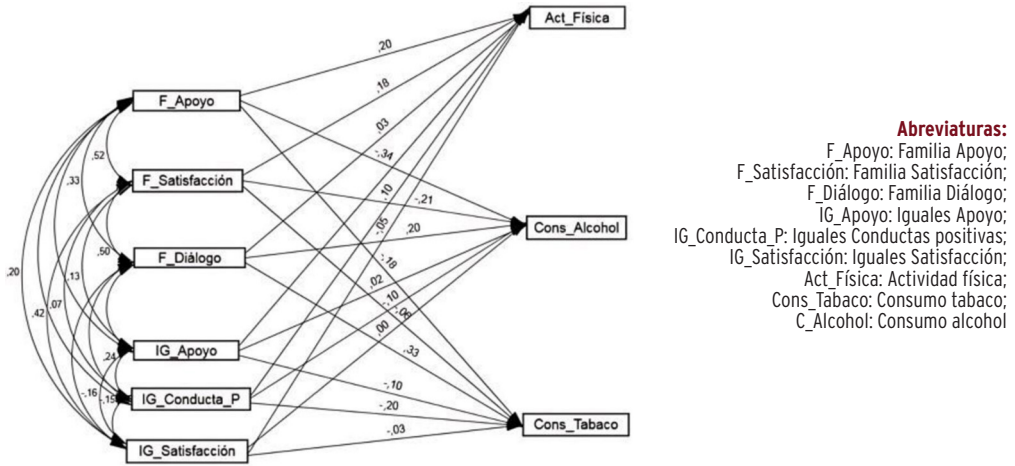 Act_Física
,20
F_Apoyo
,18
,03
,52
-,34
,33
F_Satisfacción
,10
-,21
-,05
,20
Cons_Alcohol
,50
F_Diálogo
-,18
,13
,20
,02
,07
-,10
,42
-,06
,00
IG_Apoyo
,33
,24
-,10
-,16
-,15
IG_Conducta_P
-,20
Cons_Tabaco
-,03
IG_Satisfacción
Abreviaturas:
F_Apoyo: Familia Apoyo;
F_Satisfacción: Familia Satisfacción;
F_Diálogo: Familia Diálogo;
IG_Apoyo: Iguales Apoyo;
IG_Conducta_P: Iguales Conductas positivas;
IG_Satisfacción: Iguales Satisfacción;
Act_Física: Actividad física;
Cons_Tabaco: Consumo tabaco;
C_Alcohol: Consumo alcohol